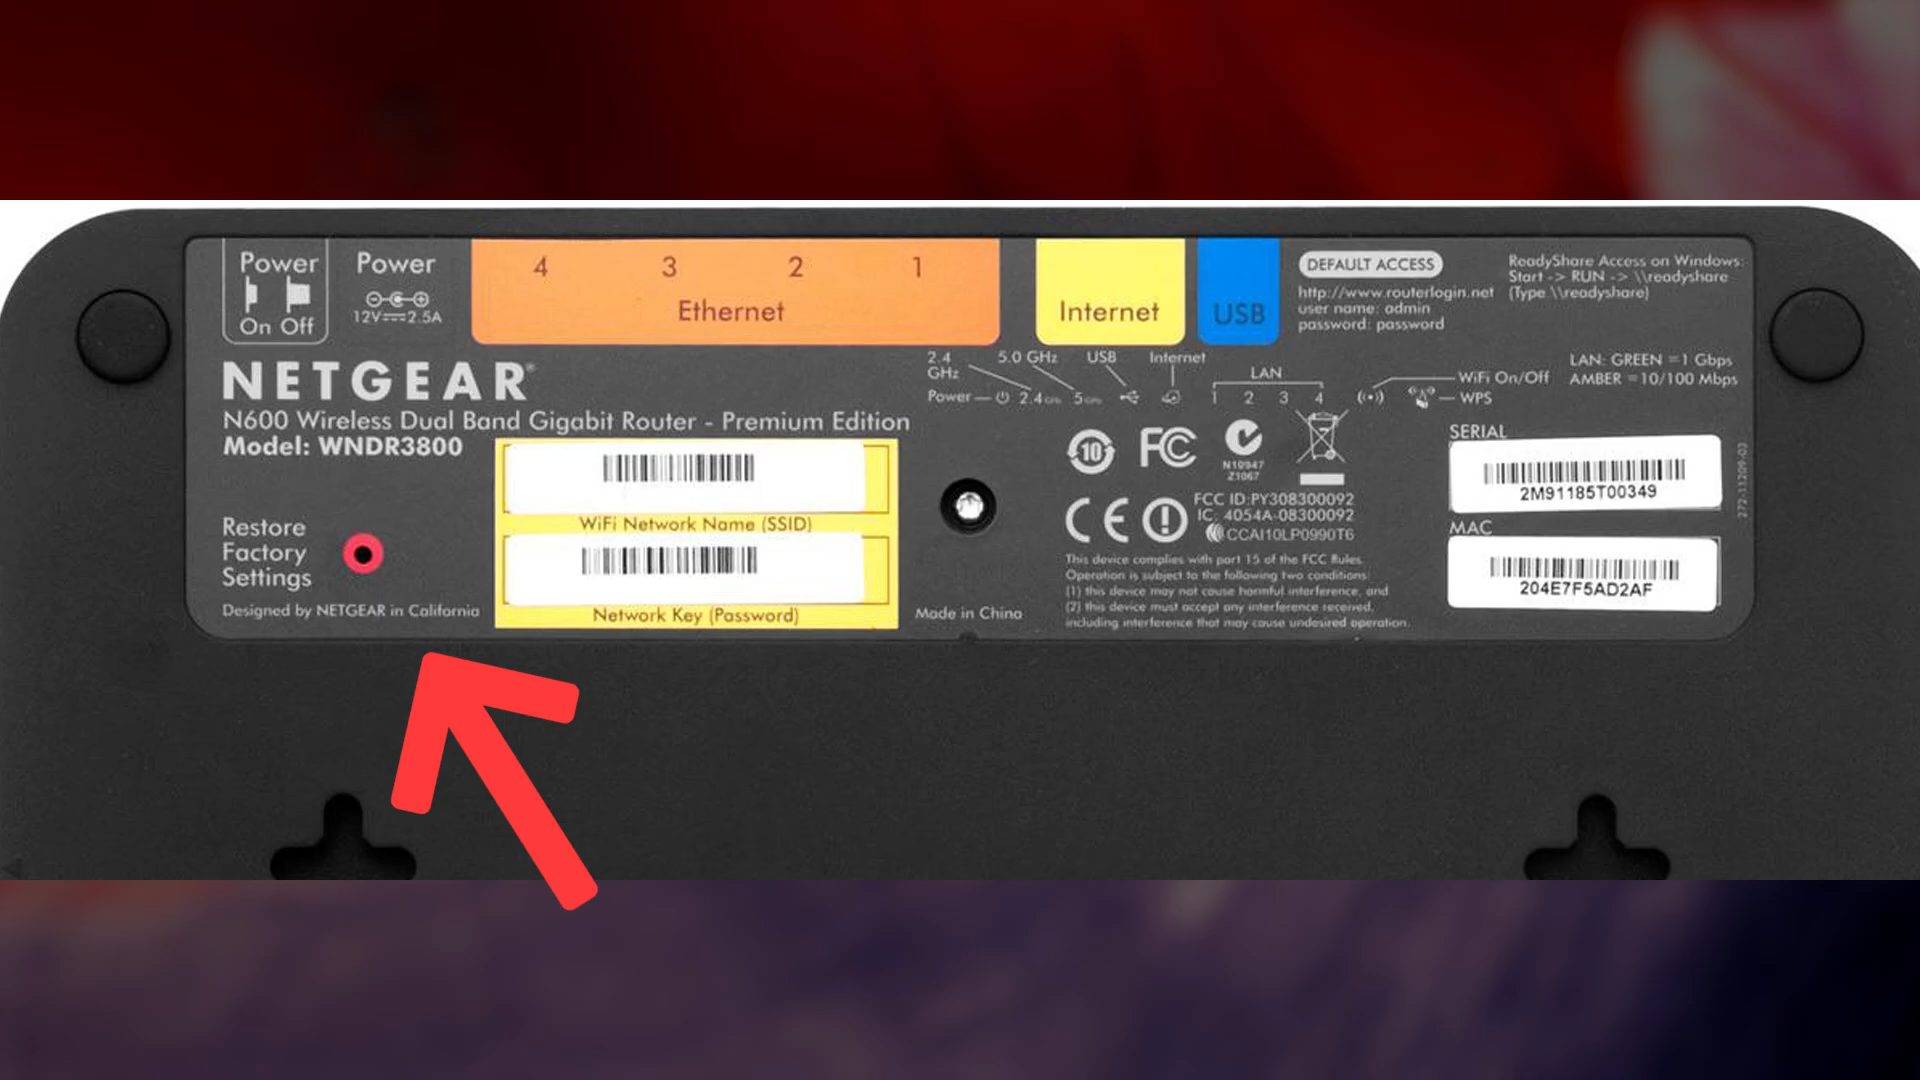 Power
On Off
Power
12V⎓2.5A
4 3 2 1
Ethernet
Internet
USB
DEFAULT ACCESS
http://www.routerlogin.net
user name: admin
password: password
ReadyShare Access on Windows:
Start -> RUN -> \\readyshare
(Type \\readyshare)
NETGEAR®
N600 Wireless Dual Band Gigabit Router - Premium Edition
Model: WNDR3800
2.4 GHz
5.0 GHz
USB
Internet
LAN
Power
2.4GHz
5GHz
1 2 3 4
WiFi On/Off
WPS
LAN: GREEN =1 Gbps
AMBER =10/100 Mbps
Restore
Factory
Settings
Designed by NETGEAR in California
WiFi Network Name (SSID)
Network Key (Password)
Made in China
10
FC
N10947
Z1067
CE
FCC ID:PY308300092
IC: 4054A-08300092
CCAI10LP0990T6
This device complies with part 15 of the FCC Rules.
Operation is subject to the following two conditions:
(1) this device may not cause harmful interference, and
(2) this device must accept any interference received,
including interference that may cause undesired operation.
SERIAL
2M91185T00349
MAC
204E7F5AD2AF
272-11209-03